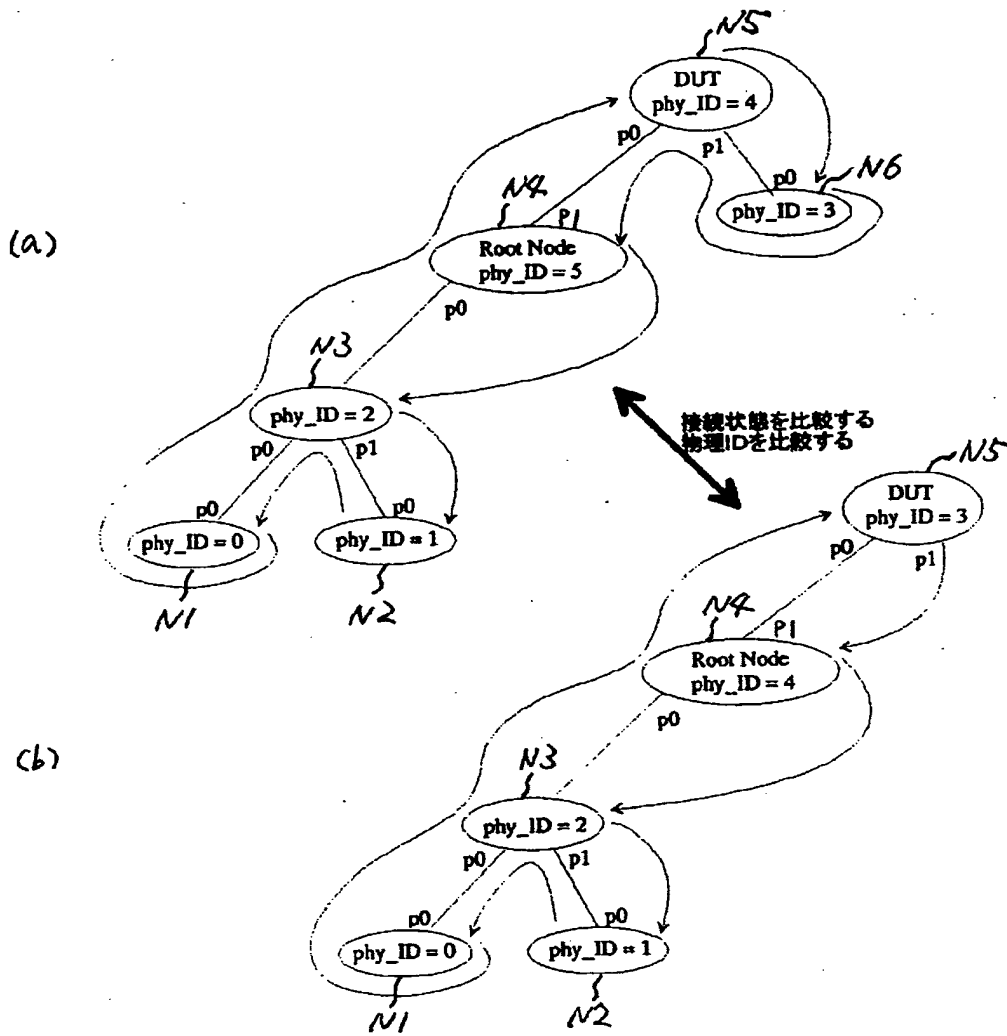 (a)
N5
DUT
phy_ID = 4
p0
p1
p0
N6
phy_ID = 3
N4
P1
Root Node
phy_ID = 5
p0
N3
phy_ID = 2
p0
p1
p0
phy_ID = 0
N1
p0
phy_ID = 1
N2
接続状態を比較する
物理IDを比較する
(b)
N5
DUT
phy_ID = 3
p0
p1
N4
P1
Root Node
phy_ID = 4
p0
N3
phy_ID = 2
p0
p1
p0
phy_ID = 0
N1
p0
phy_ID = 1
N2